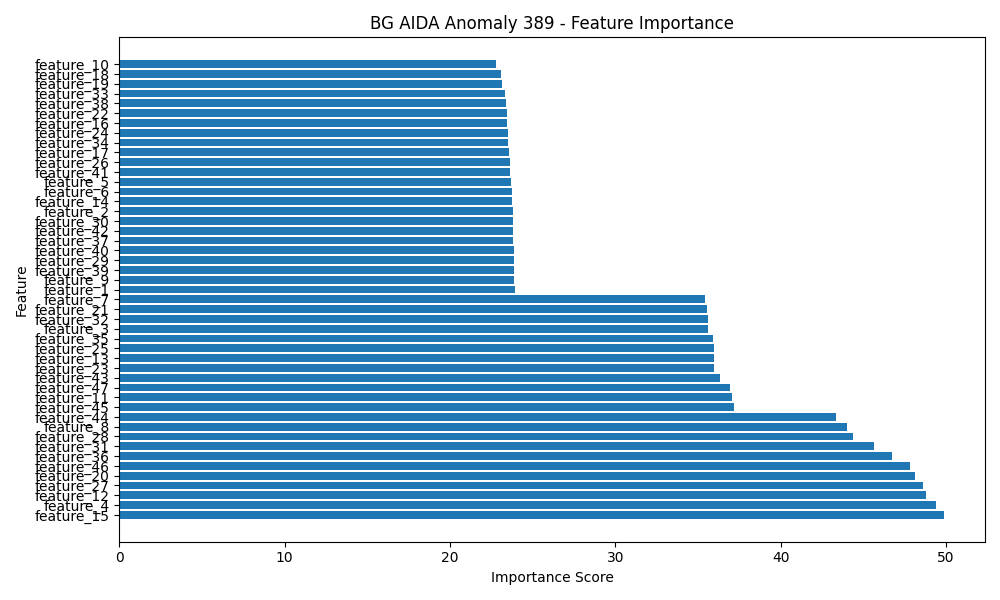 BG AIDA Anomaly 389 - Feature Importance
feature_10
feature_18
feature_19
feature_33
feature_38
feature_22
feature_16
feature_24
feature_34
feature_17
feature_26
feature_41
feature_5
feature_6
feature_14
feature_2
feature_30
feature_42
feature_37
feature_40
feature_29
feature_39
feature_9
feature_1
feature_7
feature_21
feature_32
feature_3
feature_35
feature_25
feature_13
feature_23
feature_43
feature_47
feature_11
feature_45
feature_44
feature_8
feature_28
feature_31
feature_36
feature_46
feature_20
feature_27
feature_12
feature_4
feature_15
Feature
0 10 20 30 40 50
Importance Score